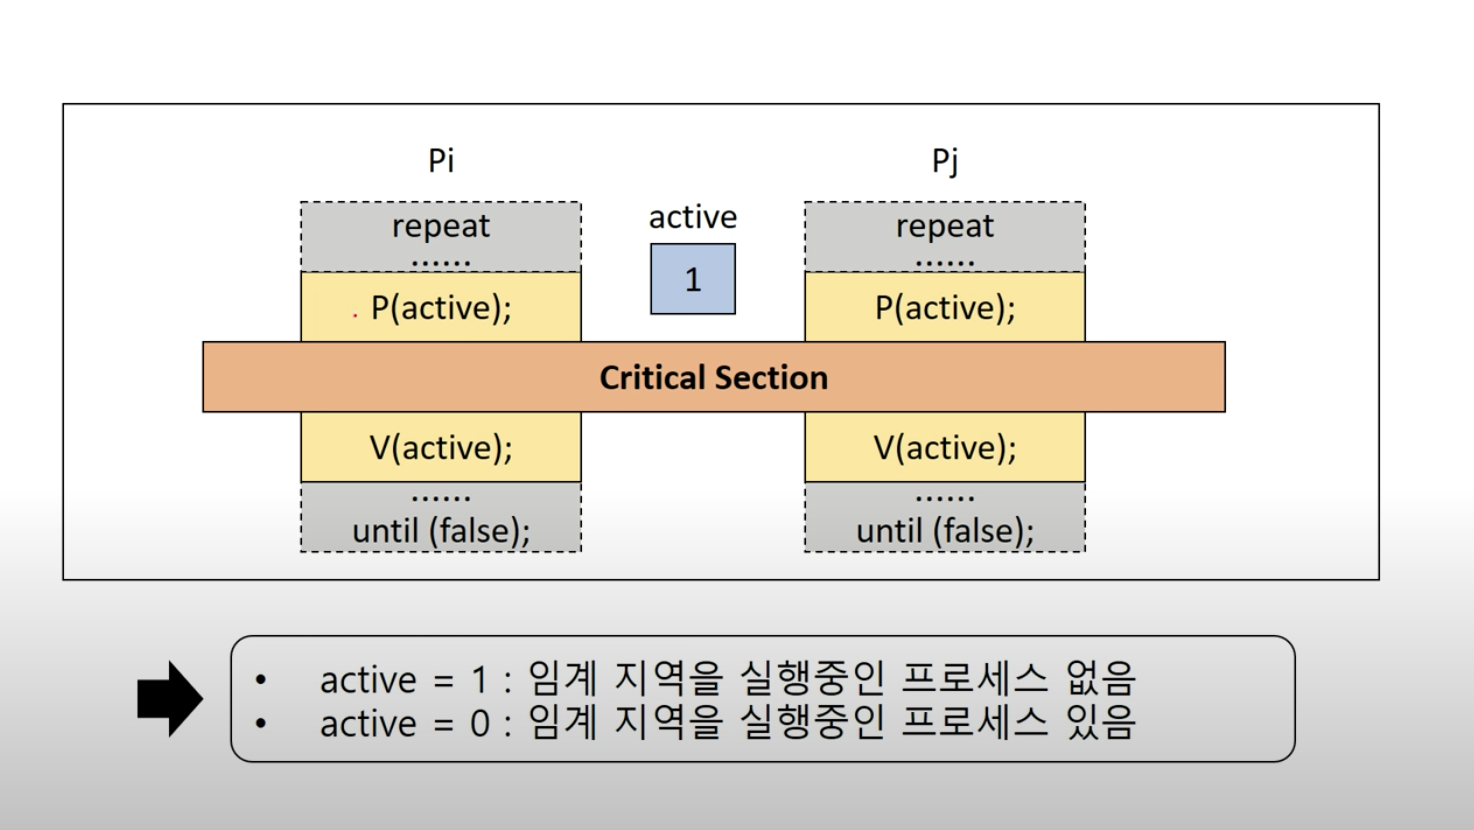 Pi
repeat
......
P(active);
active
1
Pj
repeat
......
P(active);
Critical Section
V(active);
......
until (false);
V(active);
......
until (false);
• active = 1 : 임계 지역을 실행중인 프로세스 없음
• active = 0 : 임계 지역을 실행중인 프로세스 있음